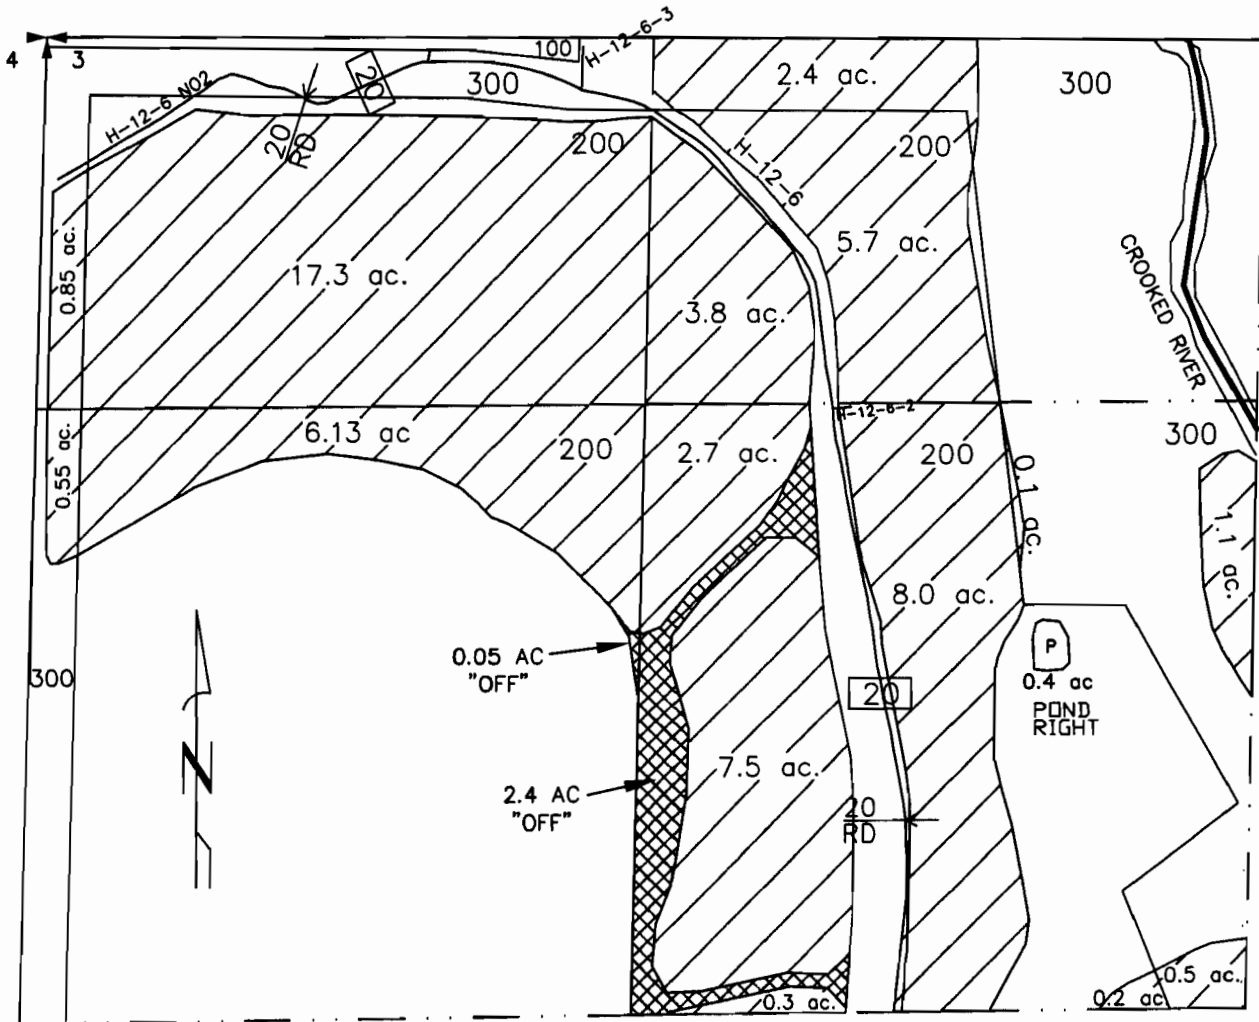 4 3
100
H-12-6-3
300
2.4 ac.
300
20
H-12-6 NO2
20
RD
200
H-12-6
200
0.85 ac.
17.3 ac.
5.7 ac.
3.8 ac.
CROOKED RIVER
H-12-6-2
0.55 ac.
6.13 ac
200
2.7 ac.
200
300
0.1 ac.
1.1 ac.
8.0 ac.
P
0.4 ac
POND
RIGHT
0.05 AC
"OFF"
300
20
N
7.5 ac.
2.4 AC
"OFF"
20
RD
0.3 ac.
0.2 ac
0.5 ac.